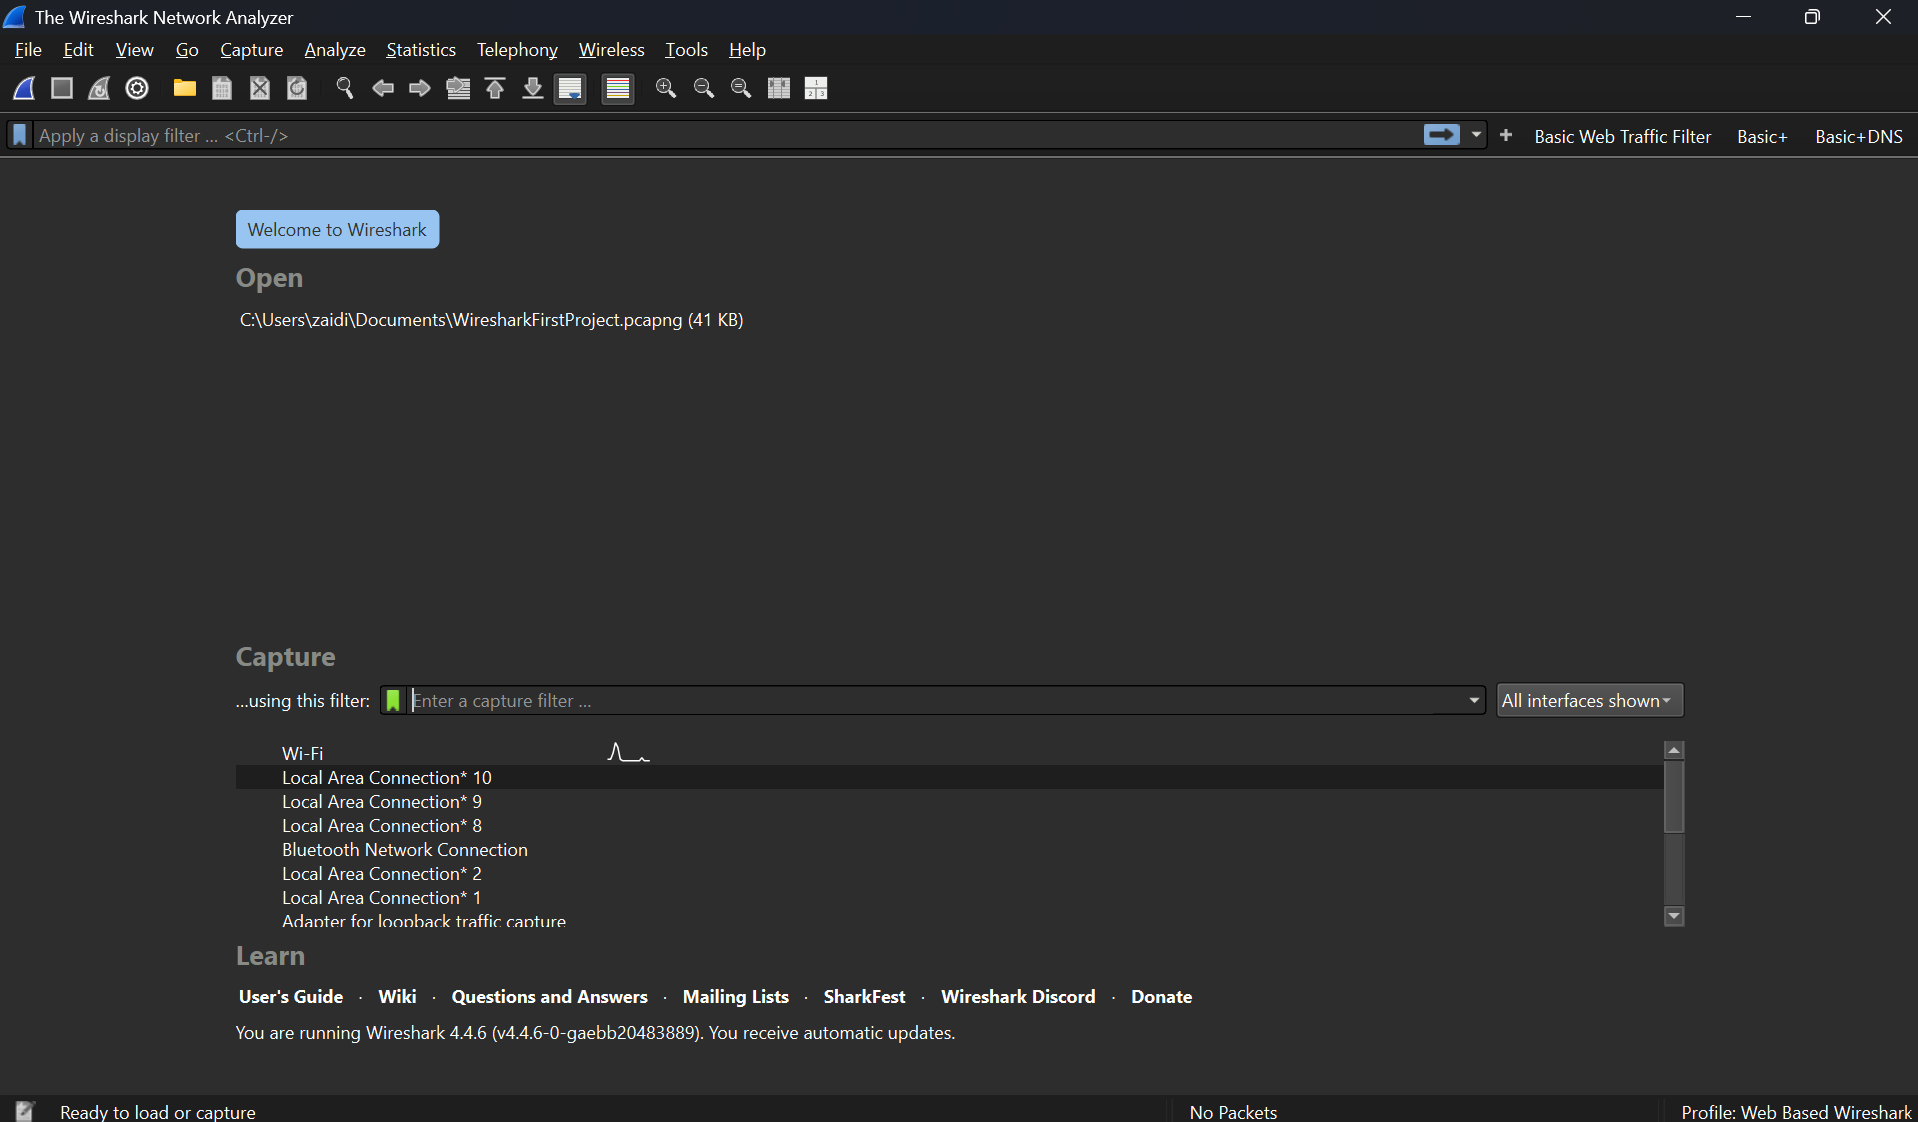 The Wireshark Network Analyzer
File Edit View Go Capture Analyze Statistics Telephony Wireless Tools Help
Apply a display filter ... <Ctrl-/> + Basic Web Traffic Filter Basic+ Basic+DNS
Welcome to Wireshark
Open
C:\Users\zaidi\Documents\WiresharkFirstProject.pcapng (41 KB)
Capture
...using this filter: Enter a capture filter ... All interfaces shown
Wi-Fi
Local Area Connection* 10
Local Area Connection* 9
Local Area Connection* 8
Bluetooth Network Connection
Local Area Connection* 2
Local Area Connection* 1
Adapter for loopback traffic capture
Learn
User's Guide · Wiki · Questions and Answers · Mailing Lists · SharkFest · Wireshark Discord · Donate
You are running Wireshark 4.4.6 (v4.4.6-0-gaebb20483889). You receive automatic updates.
Ready to load or capture No Packets Profile: Web Based Wireshark